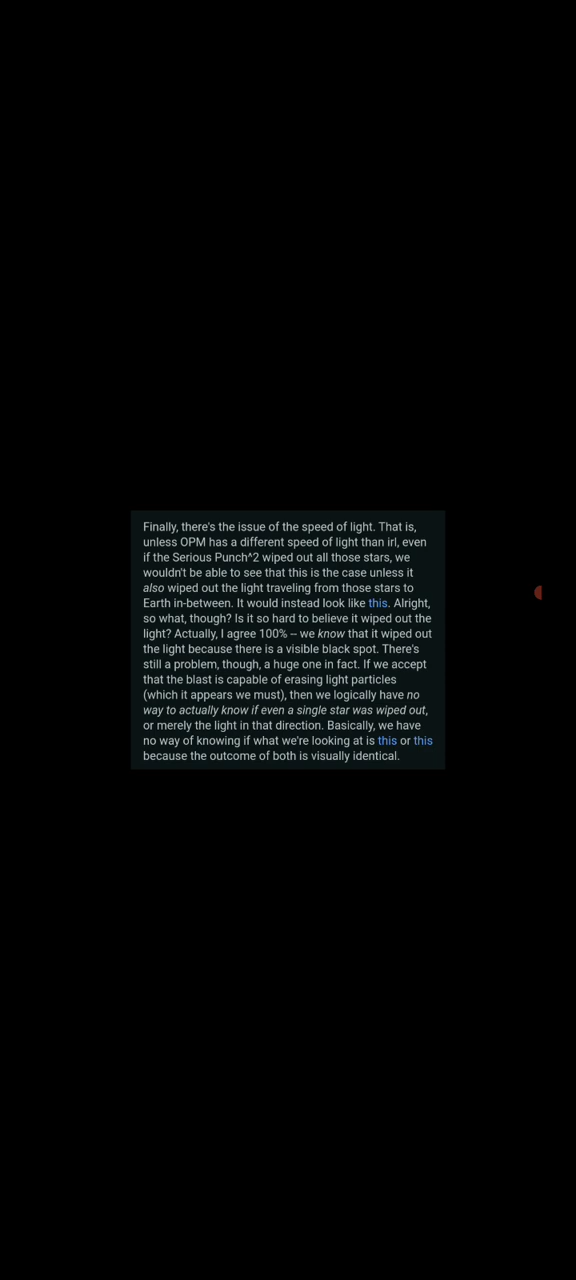 Finally, there's the issue of the speed of light. That is,
unless OPM has a different speed of light than irl, even
if the Serious Punch^2 wiped out all those stars, we
wouldn't be able to see that this is the case unless it
also wiped out the light traveling from those stars to
Earth in-between. It would instead look like this. Alright,
so what, though? Is it so hard to believe it wiped out the
light? Actually, I agree 100% – we know that it wiped out
the light because there is a visible black spot. There's
still a problem, though, a huge one in fact. If we accept
that the blast is capable of erasing light particles
(which it appears we must), then we logically have no
way to actually know if even a single star was wiped out,
or merely the light in that direction. Basically, we have
no way of knowing if what we're looking at is this or this
because the outcome of both is visually identical.